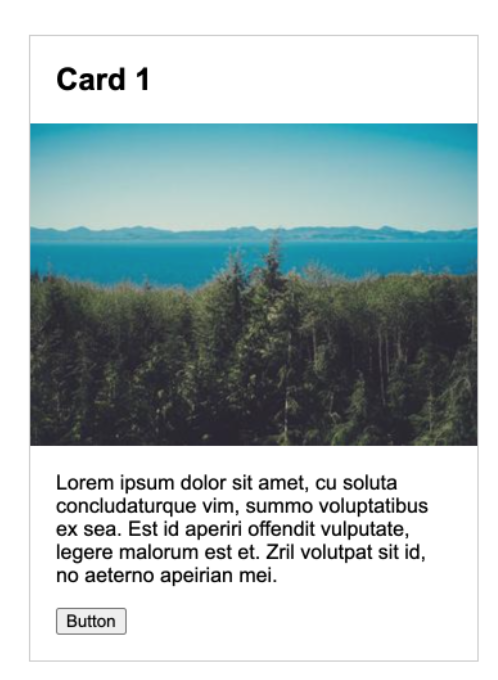 Card 1
Lorem ipsum dolor sit amet, cu soluta
concludaturque vim, summo voluptatibus
ex sea. Est id aperiri offendit vulputate,
legere malorum est et. Zril volutpat sit id,
no aeterno apeirian mei.
Button